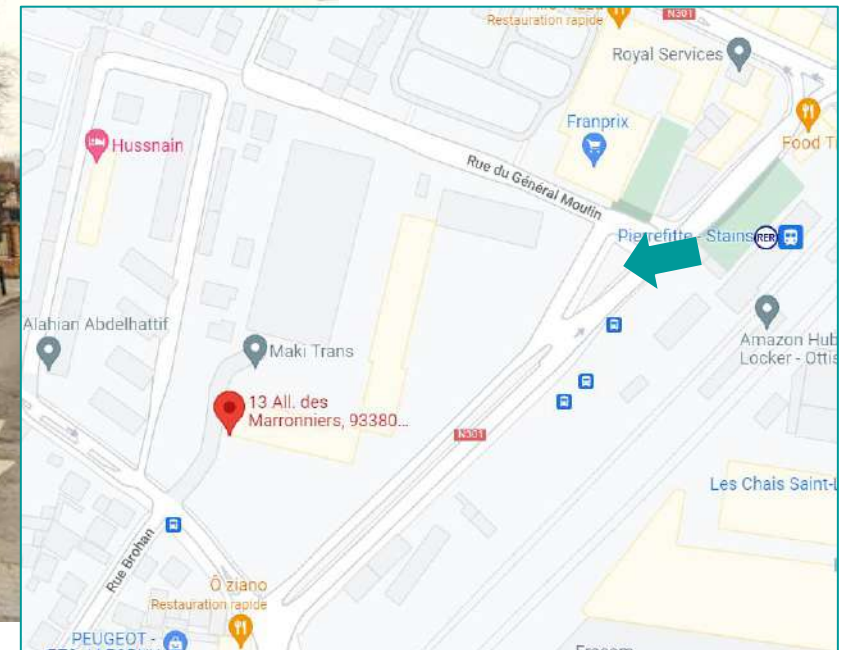 Restauration rapide
N301
Royal Services
Franprix
Food
Hussnain
Rue du Général Moulin
Pierrefitte - Stains
RER
Alahian Abdelhattif
Maki Trans
Amazon Hub
Locker - Ottis
13 All. des
Marronniers, 93380...
N301
Les Chais Saint-
Rue Brohan
Ô ziano
Restauration rapide
PEUGEOT -